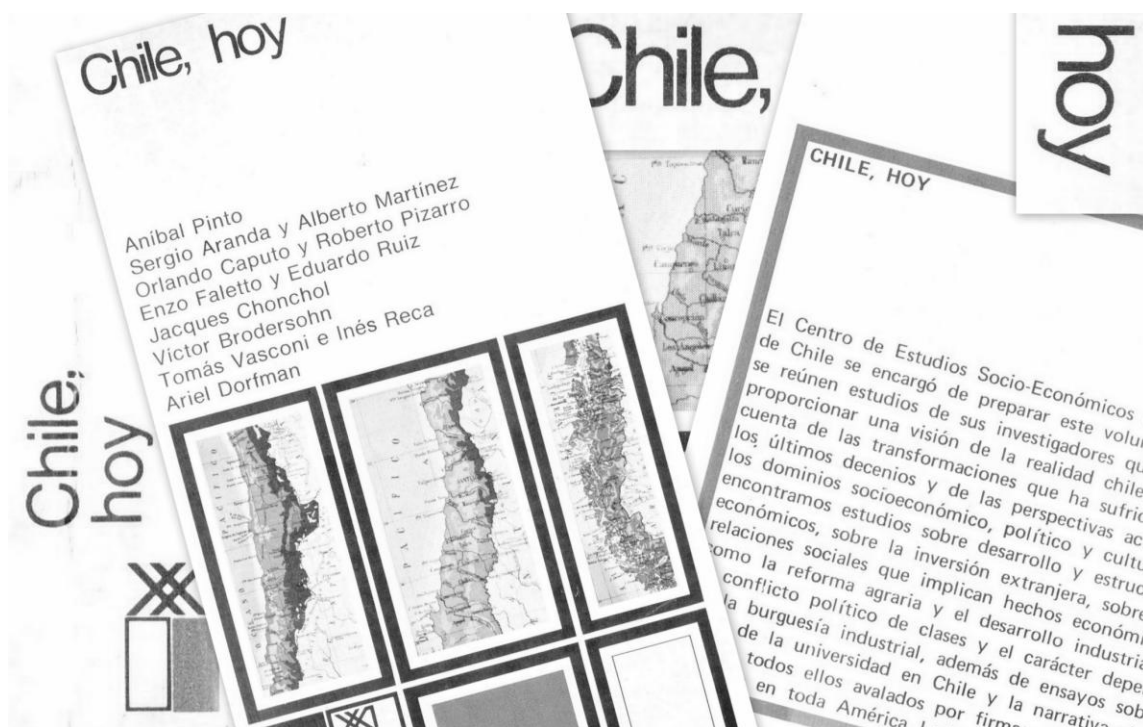 Chile, hoy
Aníbal Pinto
Sergio Aranda y Alberto Martínez
Orlando Caputo y Roberto Pizarro
Enzo Faletto y Eduardo Ruiz
Jacques Chonchol
Víctor Brodersohn
Tomás Vasconi e Inés Reca
Ariel Dorfman
PACIFICO
PACIFICO
Chile,
hoy
Chile,
hoy
CHILE, HOY
El Centro de Estudios Socio-Económicos
de Chile se encargó de preparar este
se reúnen estudios de sus investigadores
proporcionar una visión de la realidad
cuenta de las transformaciones que ha
los últimos decenios y de las perspectivas
los dominios socioeconómico, político y
encontramos estudios sobre desarrollo y
económicos, sobre la inversión extranjera,
relaciones sociales que implican hechos
como la reforma agraria y el desarrollo
conflicto político de clases y el carácter
la burguesía industrial, además de ensayos
de la universidad en Chile y la
todos ellos avalados por
en toda América